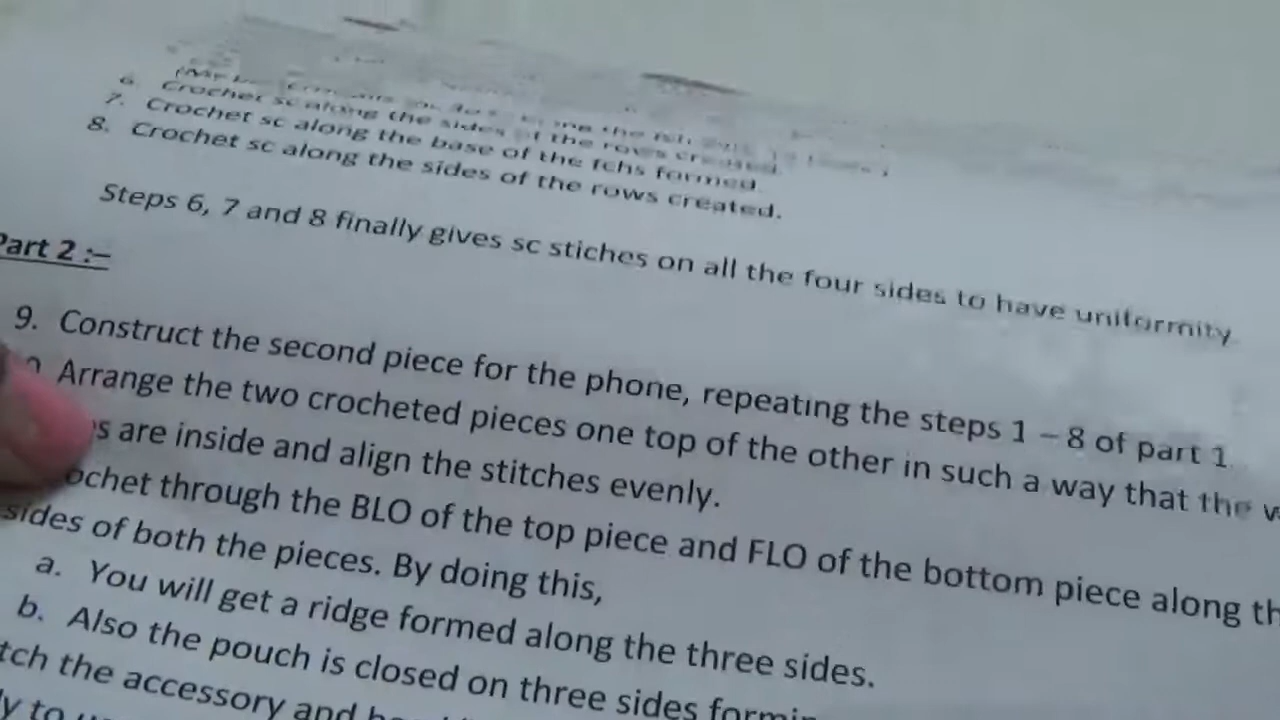 6. Crochet sc along the sides of the rows created.
7. Crochet sc along the base of the fchs formed.
8. Crochet sc along the sides of the rows created.
Steps 6, 7 and 8 finally gives sc stiches on all the four sides to have uniformity.
Part 2 :–
9. Construct the second piece for the phone, repeating the steps 1 – 8 of part 1.
Arrange the two crocheted pieces one top of the other in such a way that the
are inside and align the stitches evenly.
through the BLO of the top piece and FLO of the bottom piece along
sides of both the pieces. By doing this,
a. You will get a ridge formed along the three sides.
b. Also the pouch is closed on three sides
the accessory and